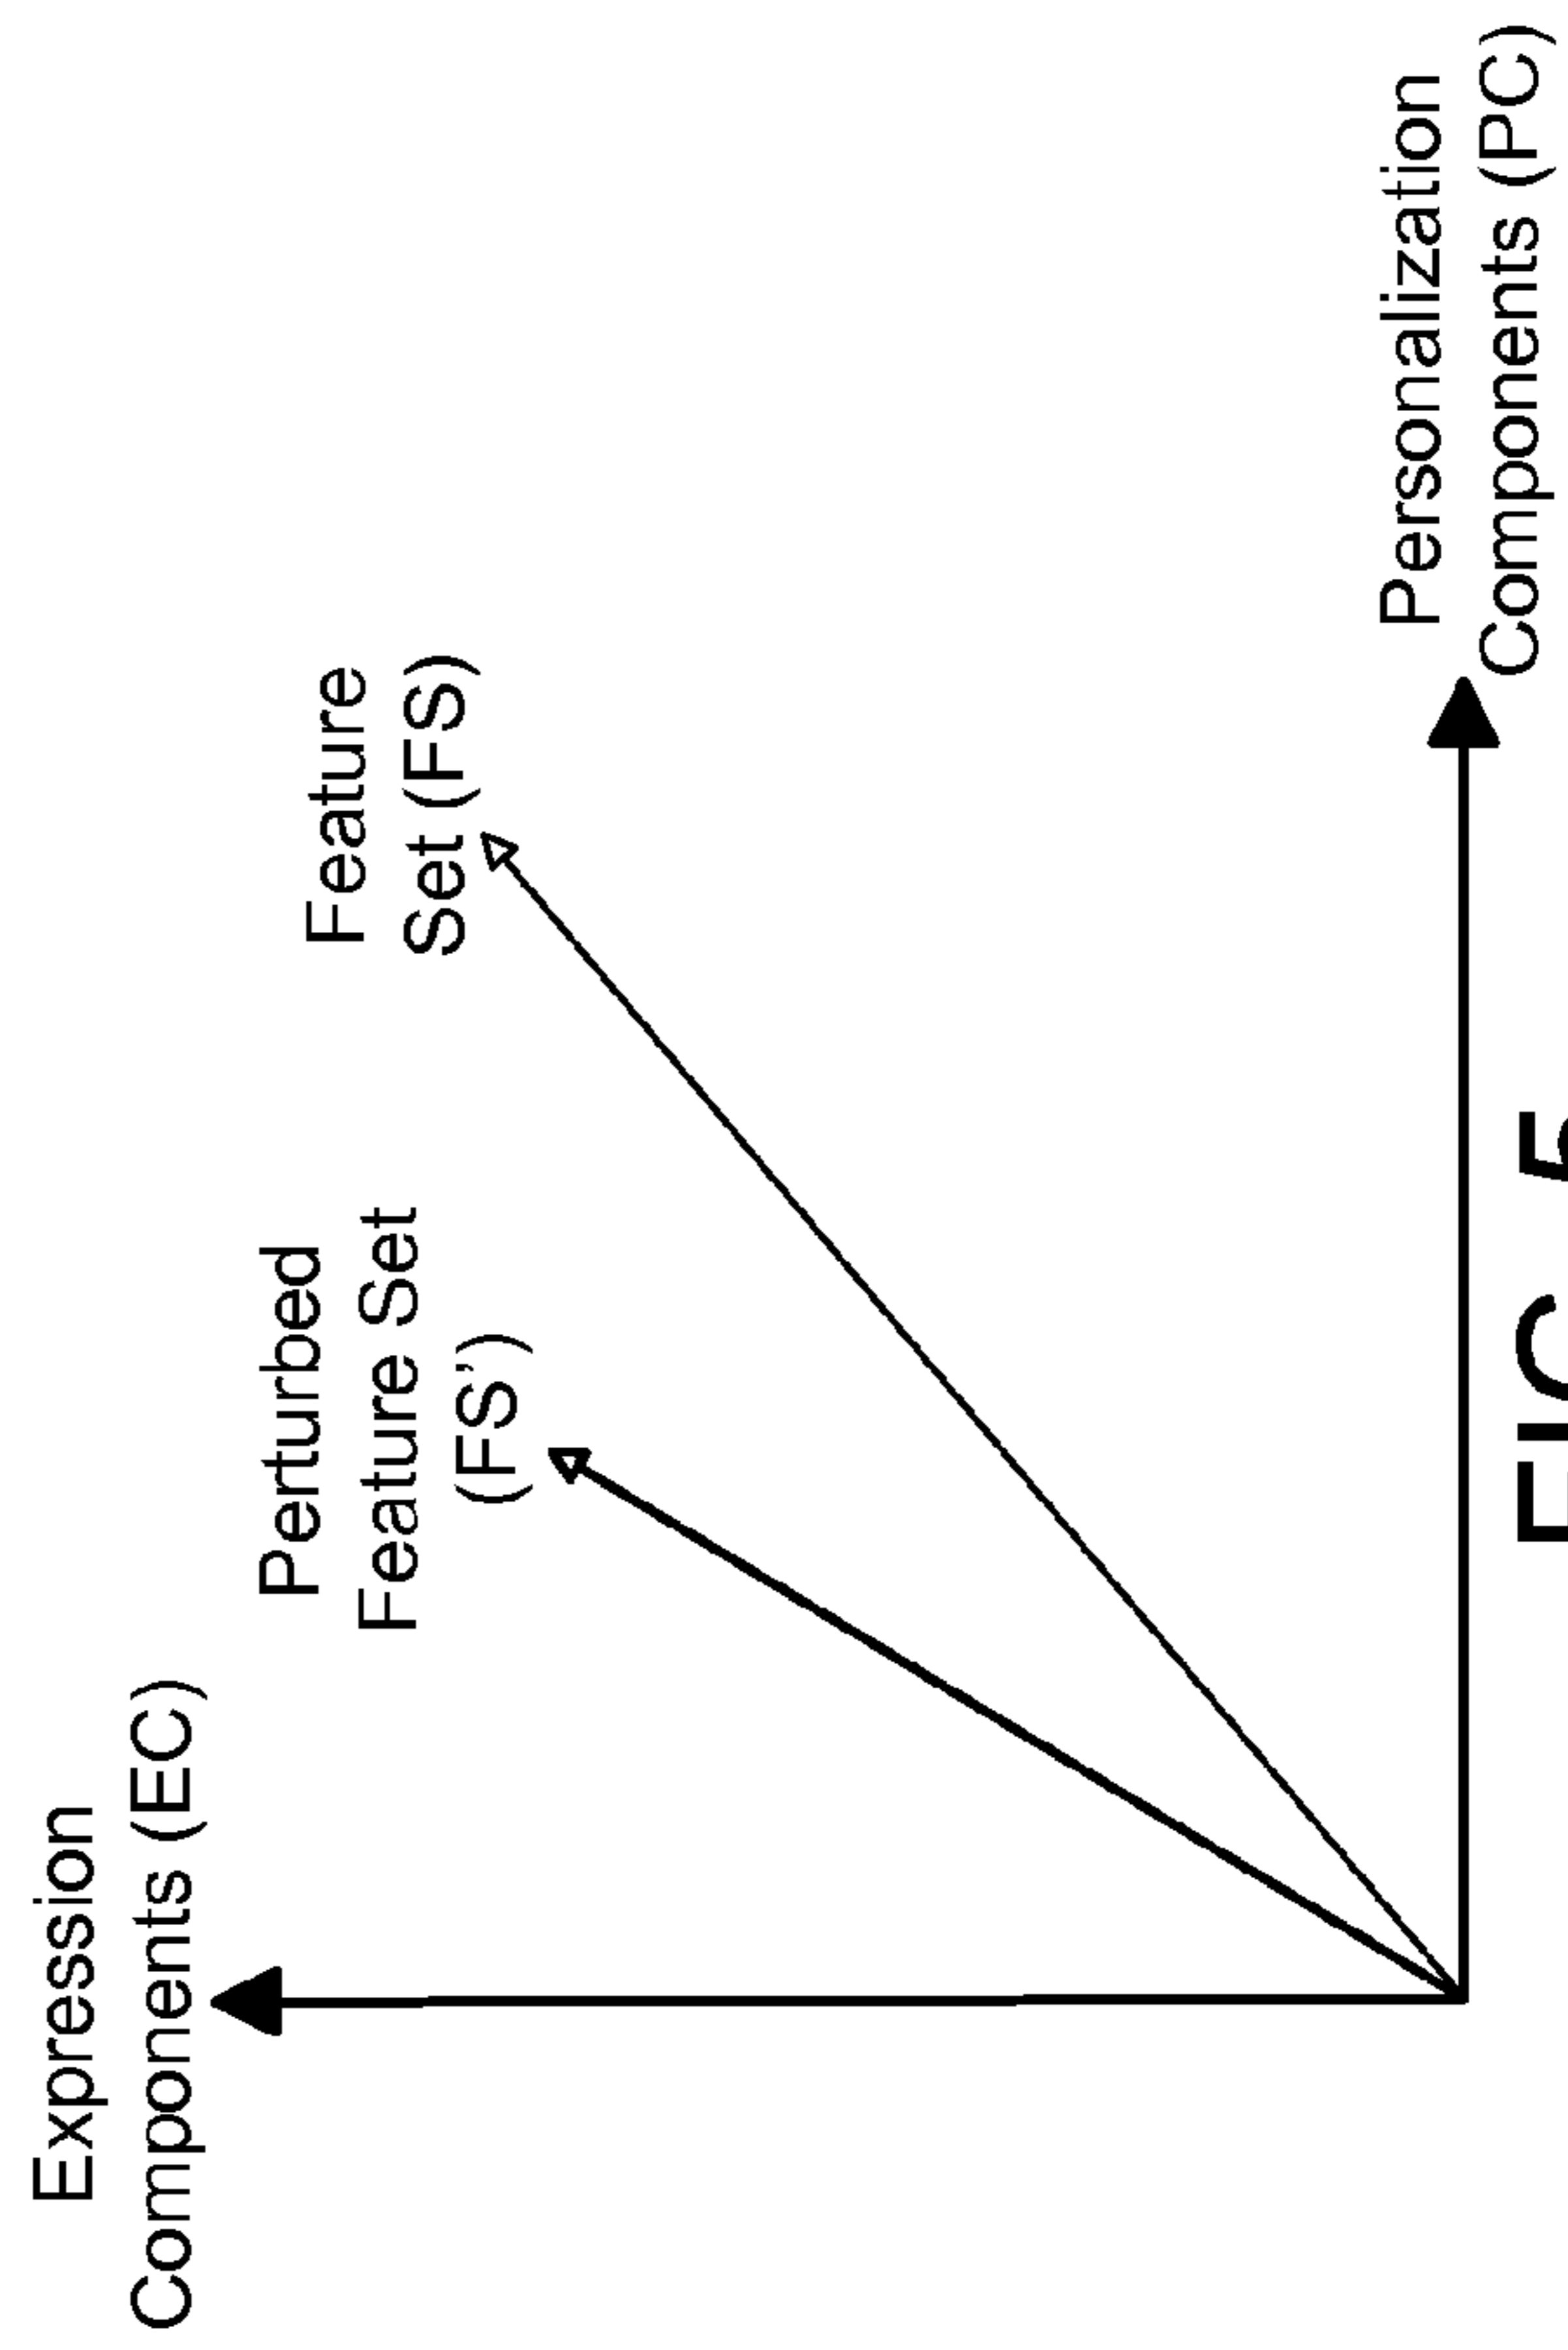 Expression
Components (EC)
Perturbed
Feature Set
(FS’)
Feature
Set (FS)
Personalization
Components (PC)